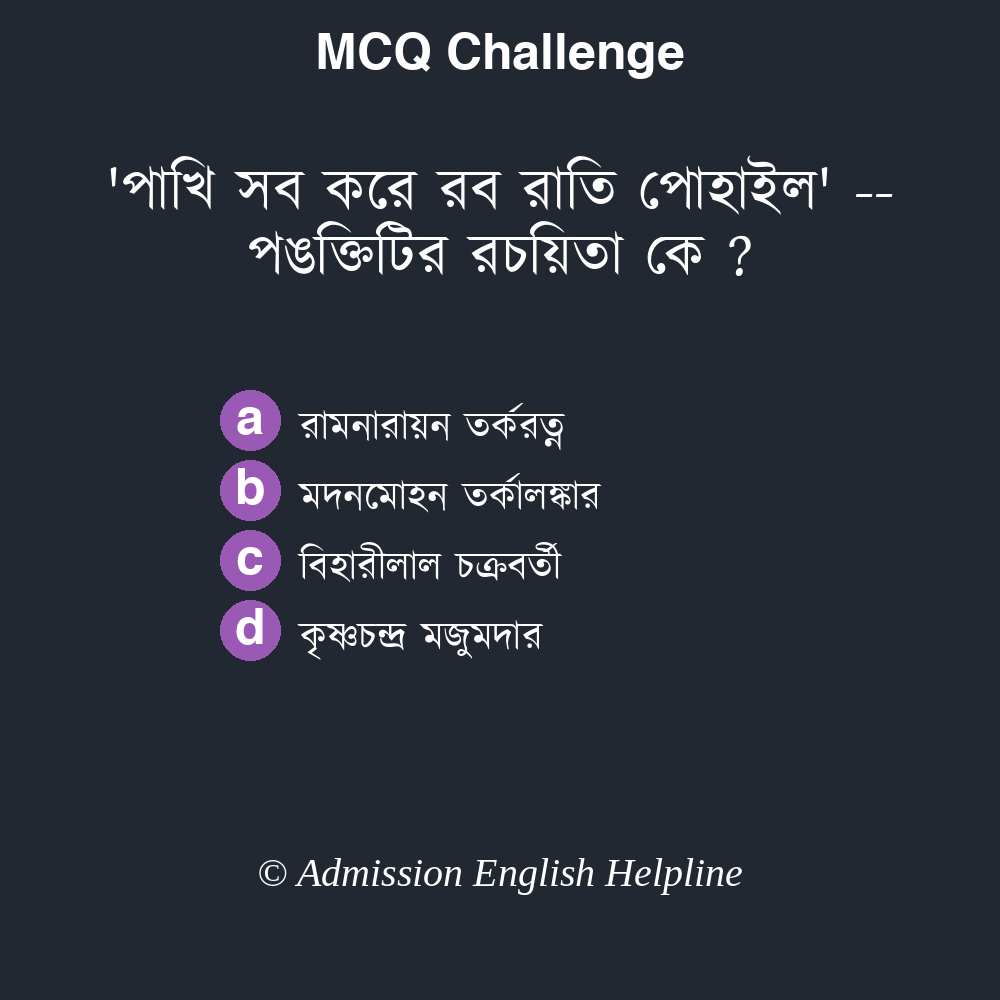 MCQ Challenge
'পাখি সব করে রব রাতি পোহাইল' --
পঙক্তিটির রচয়িতা কে ?
a রামনারায়ন তর্করত্ন
b মদনমোহন তর্কালঙ্কার
c বিহারীলাল চক্রবর্তী
d কৃষ্ণচন্দ্র মজুমদার
© Admission English Helpline